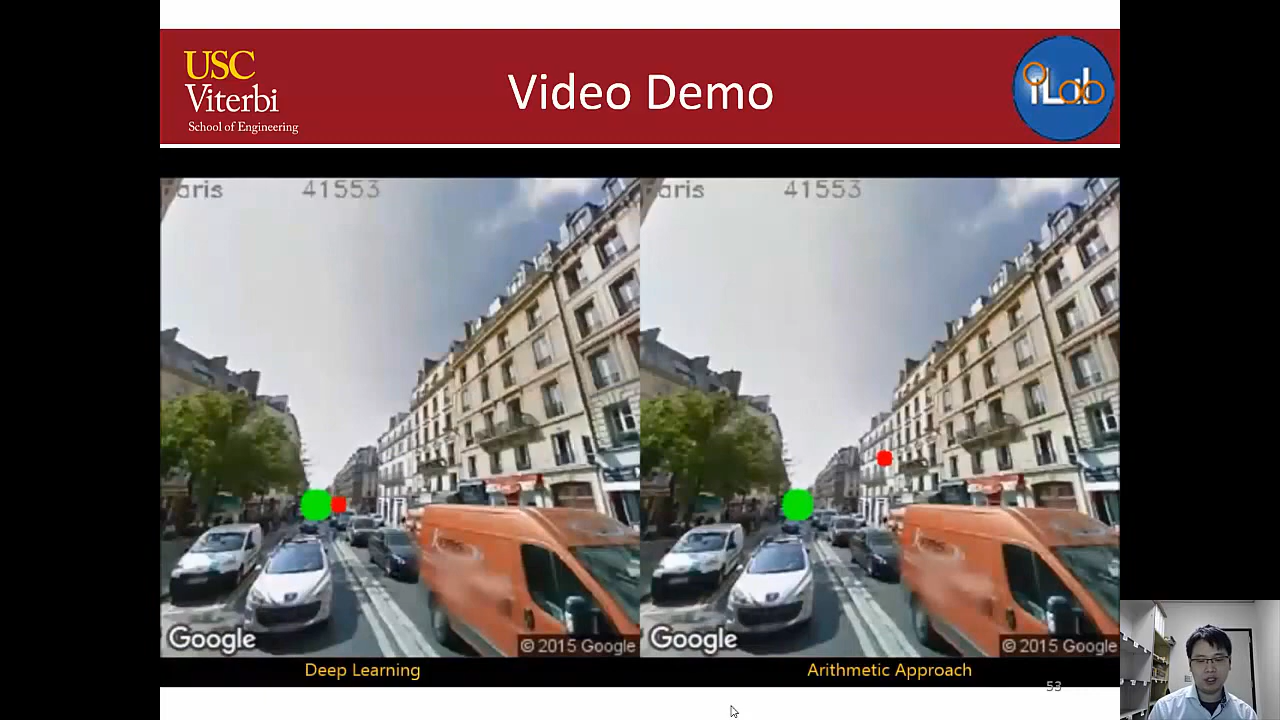 USC
Viterbi
School of Engineering
Video Demo
iLab
aris 41553
aris 41553
Google
© 2015 Google
Google
© 2015 Google
Deep Learning
Arithmetic Approach
53